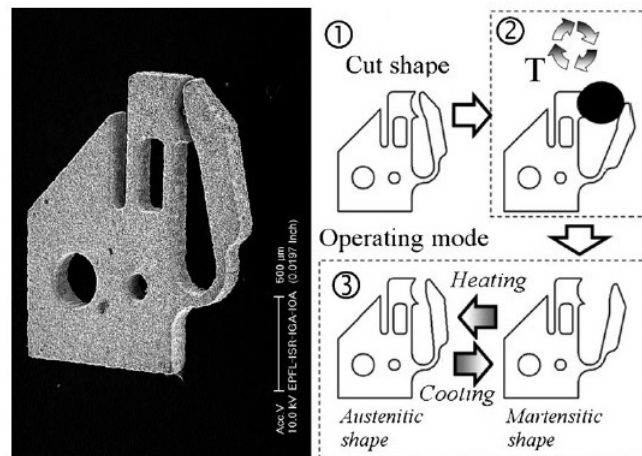 Acc.V 500 µm
10.0 kV EPFL-ISR-IGA-IOA (0.0197 Inch)
①
Cut shape
②
T
Operating mode
③
Heating
Cooting
Austenitic
shape
Martensitic
shape